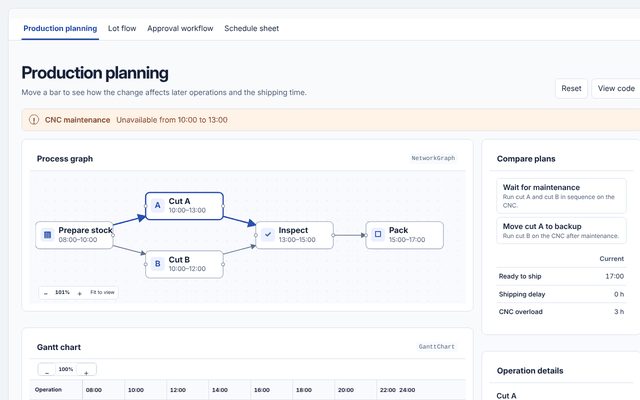 Production planning Lot flow Approval workflow Schedule sheet
Production planning
Move a bar to see how the change affects later operations and the shipping time.
Reset View code
CNC maintenance Unavailable from 10:00 to 13:00
Process graph NetworkGraph
A Cut A
10:00–13:00
Prepare stock
08:00–10:00
Inspect
13:00–15:00
Pack
15:00–17:00
B Cut B
10:00–12:00
− 101% + Fit to view
Compare plans
Wait for maintenance
Run cut A and cut B in sequence on the
CNC.
Move cut A to backup
Run cut B on the CNC after maintenance.
Current
Ready to ship 17:00
Shipping delay 0 h
CNC overload 3 h
Gantt chart GanttChart
− 100% +
Operation 08:00 10:00 12:00 14:00 16:00 18:00 20:00 22:00 24:00
Operation details
Cut A